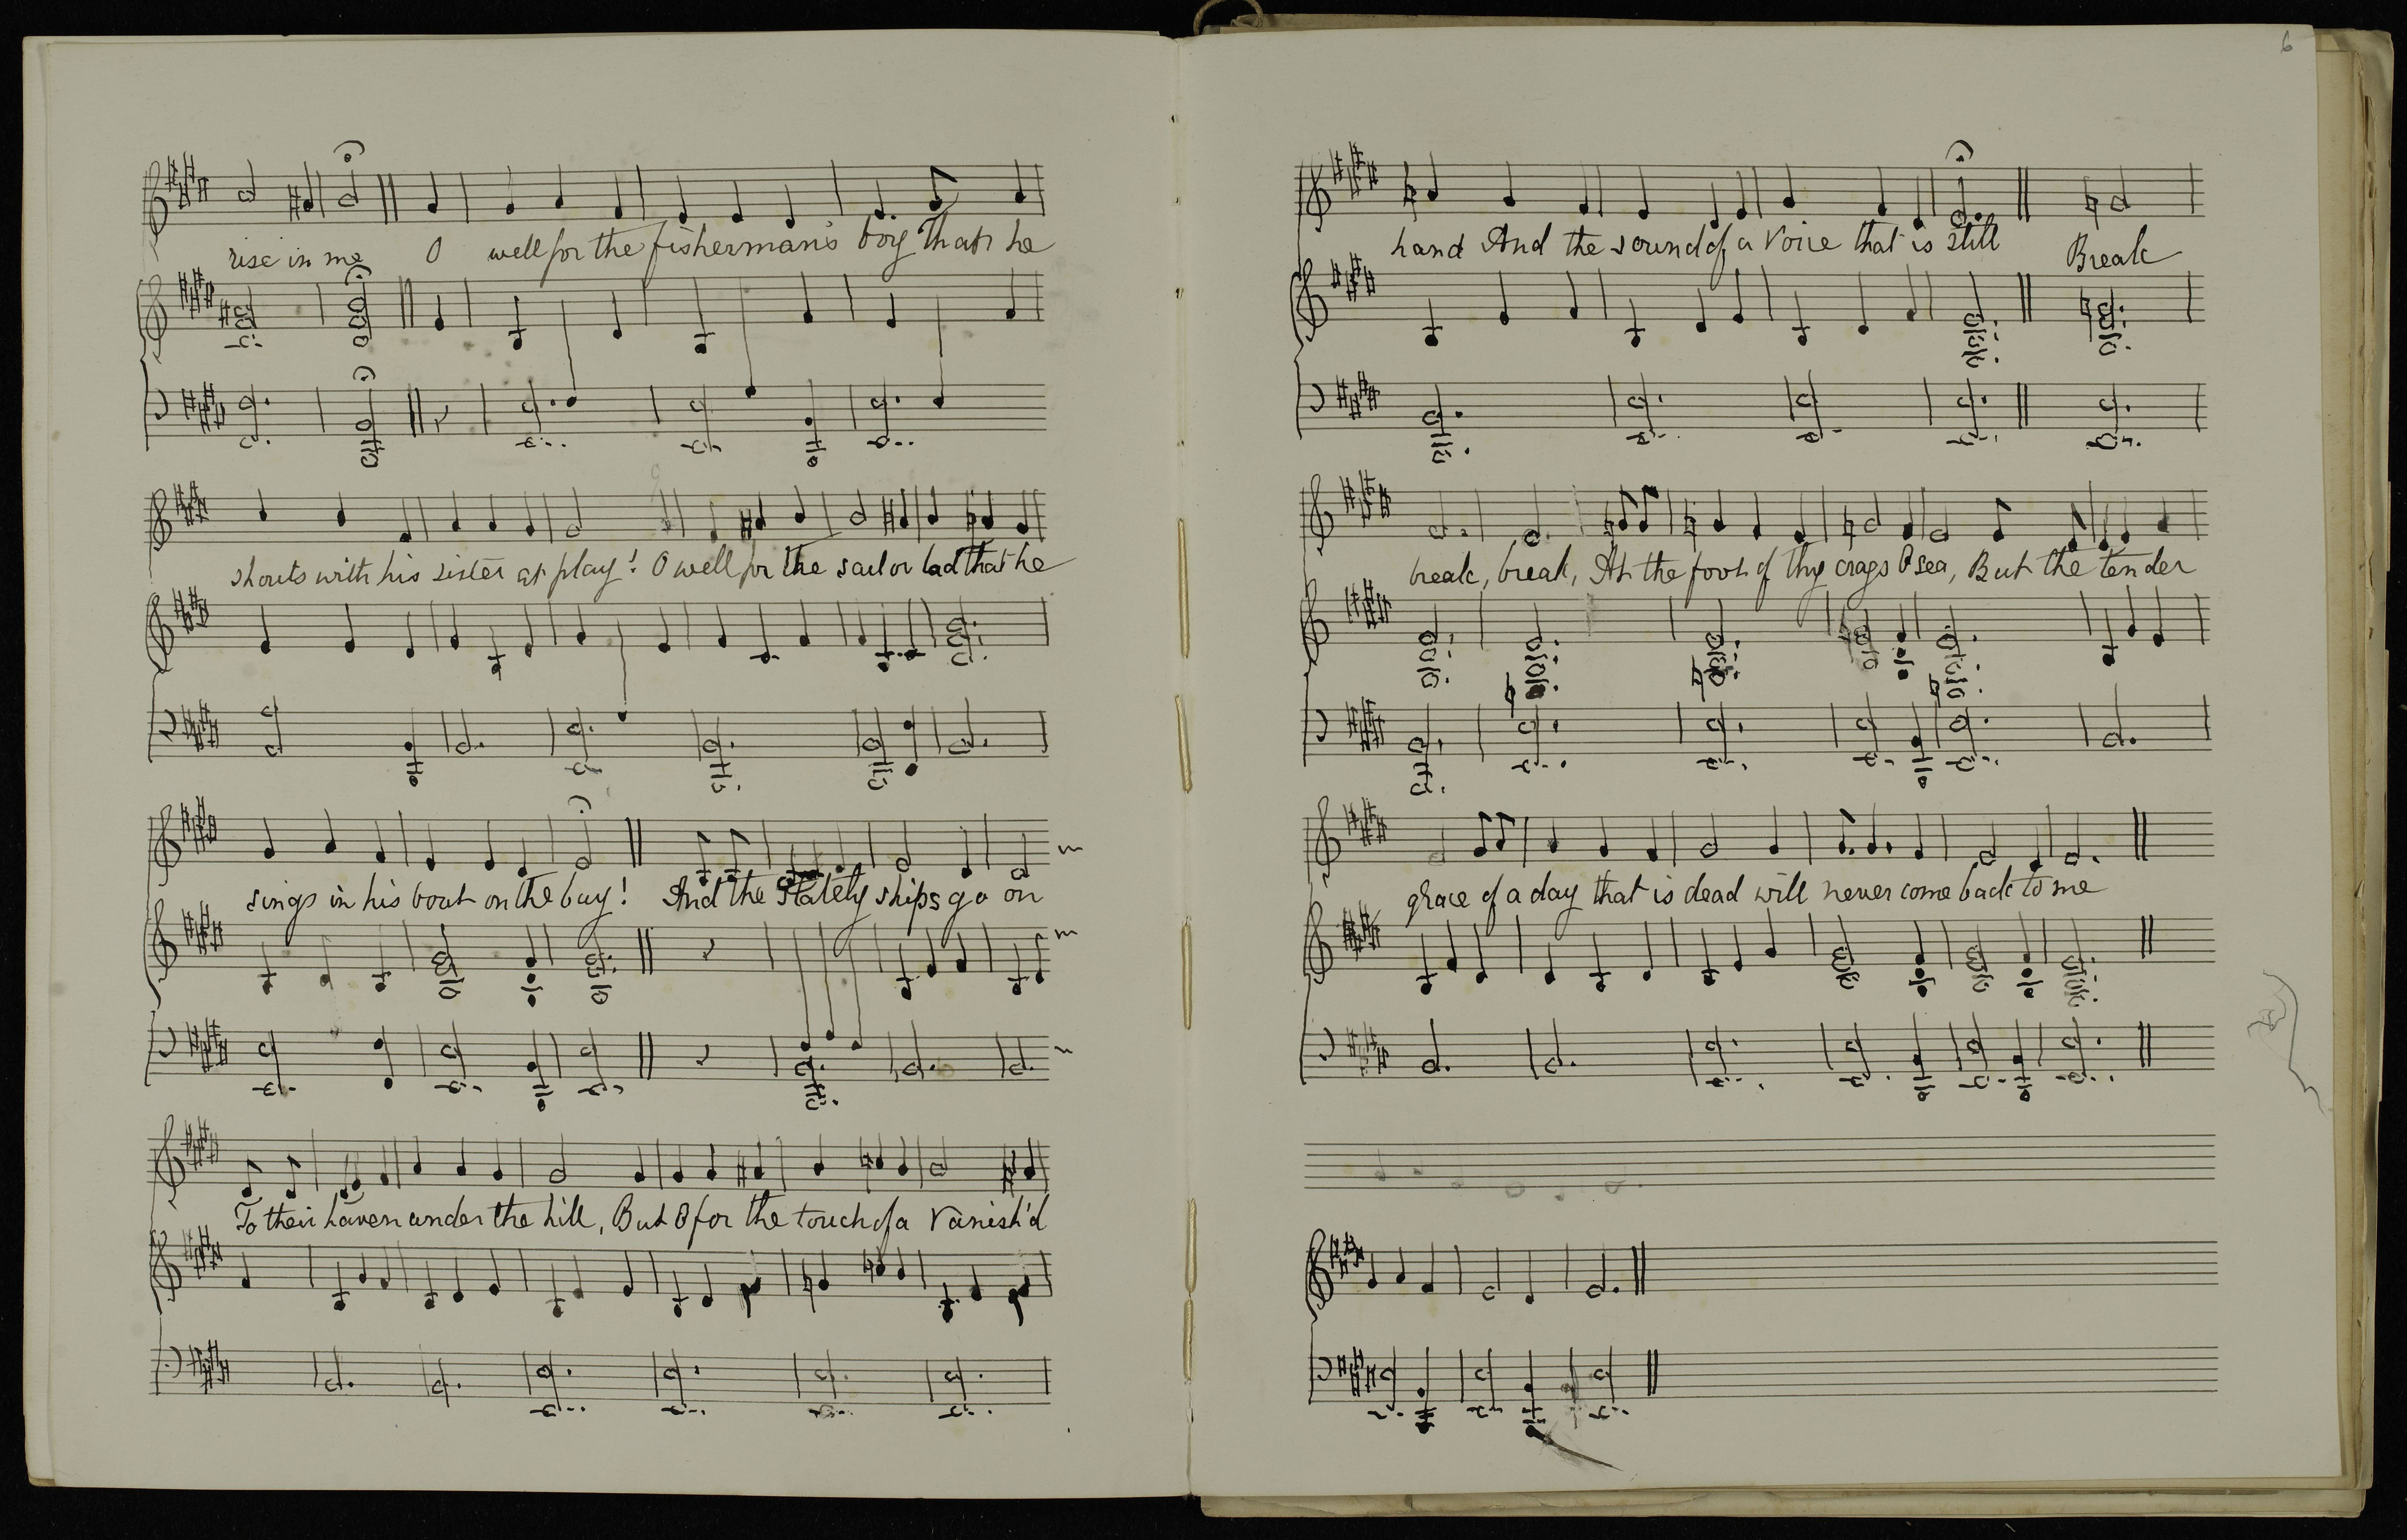 rise in me O well for the fisherman's boy that he
shouts with his sister at play! O well for the sailor lad that he
sings in his boat on the bay! And the stately ships go on
To their haven under the hill, But O for the touch of a vanish'd
6
hand And the sound of a voice that is still Break
break, break, At the foot of thy crags O sea, But the tender
grace of a day that is dead will never come back to me